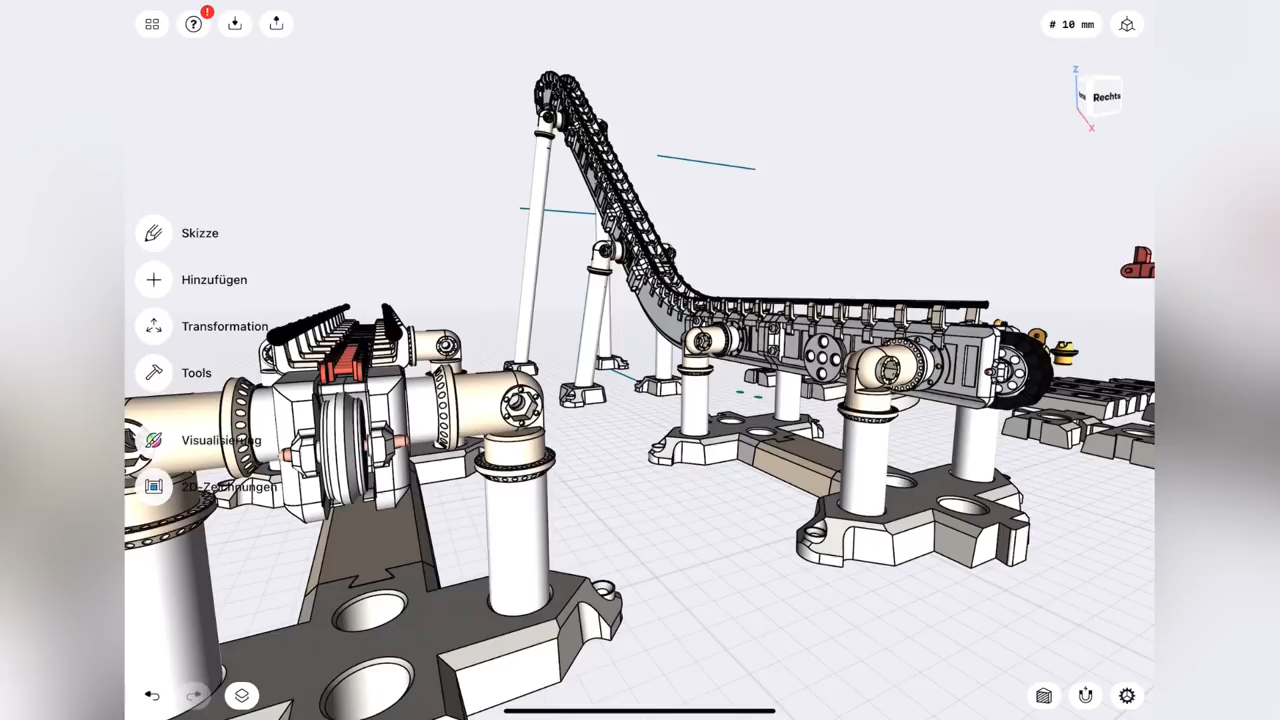 # 10 mm
Z
Rechts
X
Skizze
Hinzufügen
Transformation
Tools
Visualisierung
2D-Zeichnungen